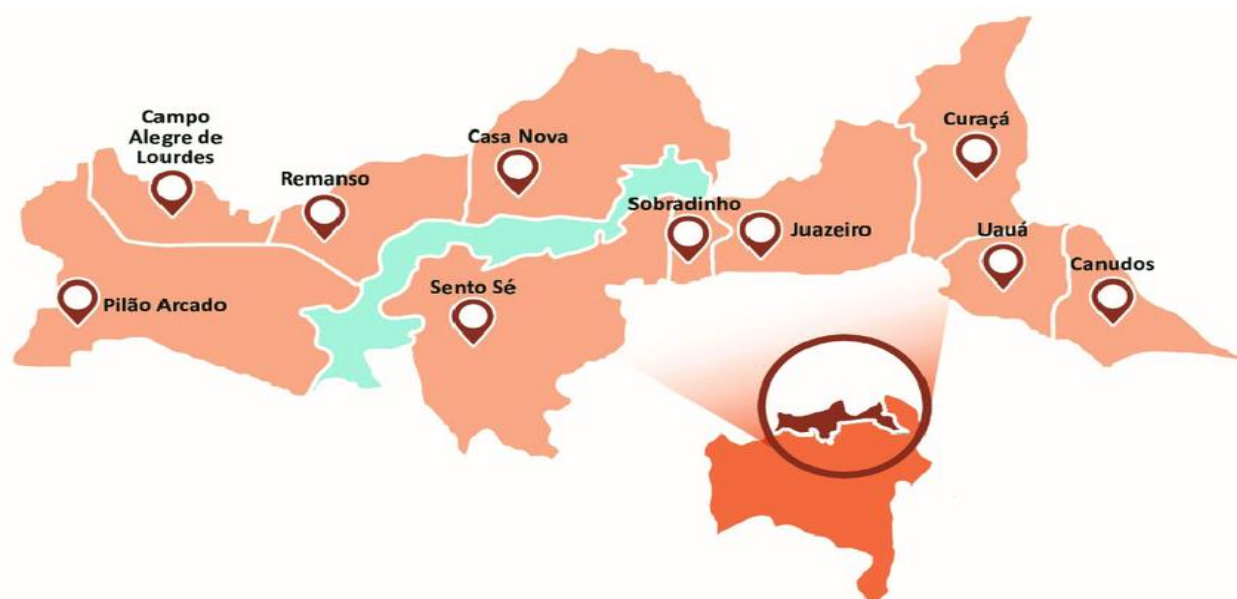 Campo
Alegre de
Lourdes
Remanso
Casa Nova
Sobradinho
Juazeiro
Curaçá
Uauá
Canudos
Sento Sé
Pilão Arcado